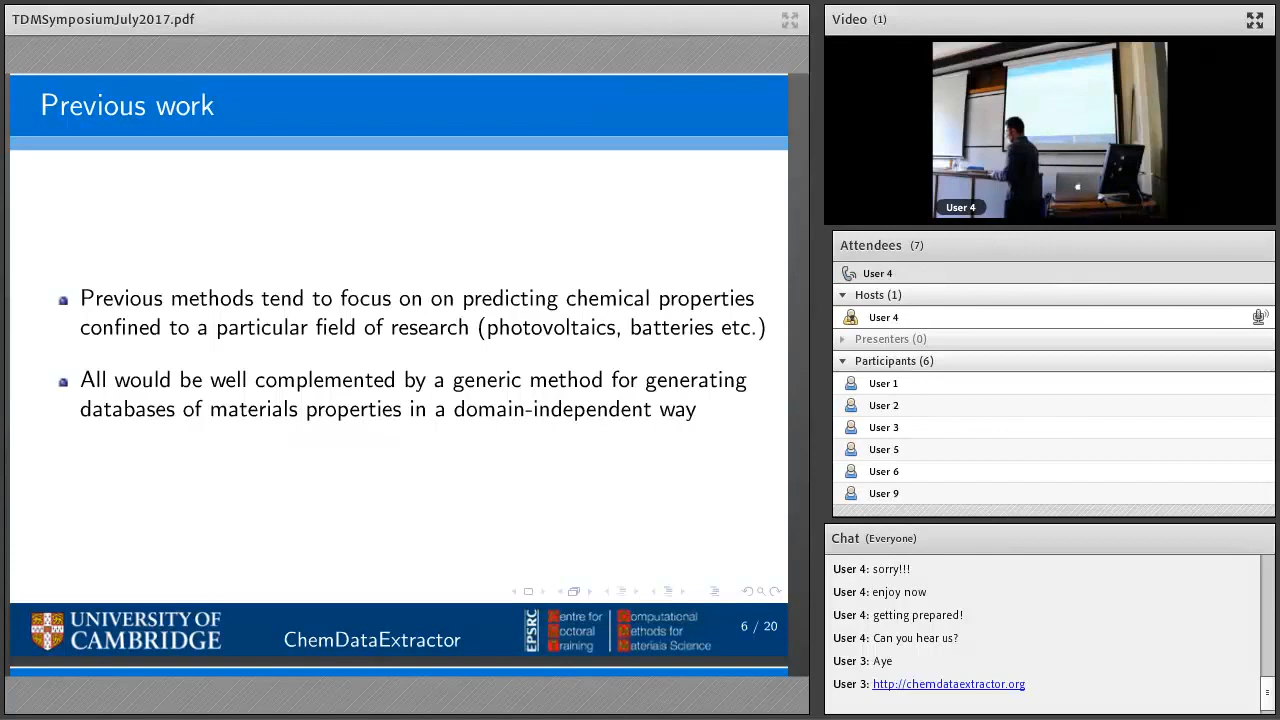 TDMSymposiumJuly2017.pdf
Previous work
Previous methods tend to focus on on predicting chemical properties
confined to a particular field of research (photovoltaics, batteries etc.)
All would be well complemented by a generic method for generating
databases of materials properties in a domain-independent way
UNIVERSITY OF
CAMBRIDGE
ChemDataExtractor
EPSRC
Centre for
Doctoral
Training
Computational
Methods for
Materials Science
6 / 20
Video (1)
User 4
Attendees (7)
User 4
Hosts (1)
User 4
Presenters (0)
Participants (6)
User 1
User 2
User 3
User 5
User 6
User 9
Chat (Everyone)
User 4: sorry!!!
User 4: enjoy now
User 4: getting prepared!
User 4: Can you hear us?
User 3: Aye
User 3: http://chemdataextractor.org